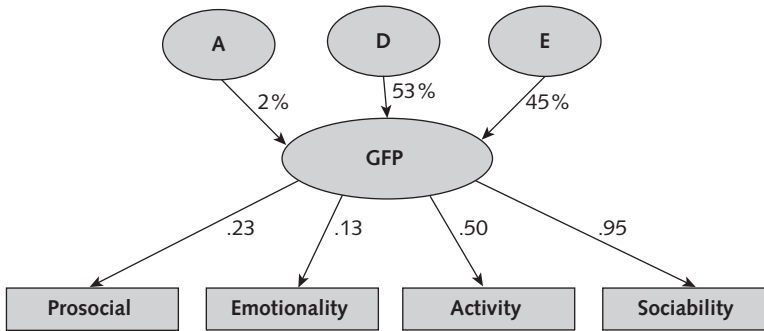 A
D
E
2%
53%
45%
GFP
.23
.13
.50
.95
Prosocial
Emotionality
Activity
Sociability